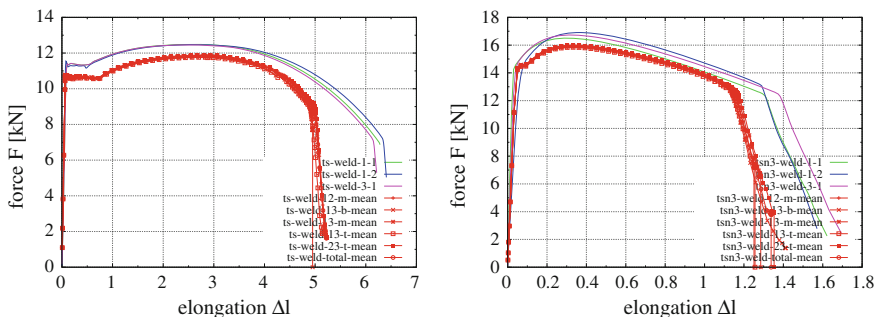 14
12
10
8
6
4
2
0
force F [kN]
0 1 2 3 4 5 6 7
elongation Δl
ts-weld-1-1
ts-weld-1-2
ts-weld-3-1
ts-weld-12-m-mean
ts-weld-13-b-mean
ts-weld-13-m-mean
ts-weld-13-t-mean
ts-weld-23-t-mean
ts-weld-total-mean
18
16
14
12
10
8
6
4
2
0
force F [kN]
0 0.2 0.4 0.6 0.8 1 1.2 1.4 1.6 1.8
elongation Δl
tsn3-weld-1-1
tsn3-weld-1-2
tsn3-weld-3-1
tsn3-weld-12-m-mean
tsn3-weld-13-b-mean
tsn3-weld-13-m-mean
tsn3-weld-13-t-mean
tsn3-weld-23-t-mean
tsn3-weld-total-mean